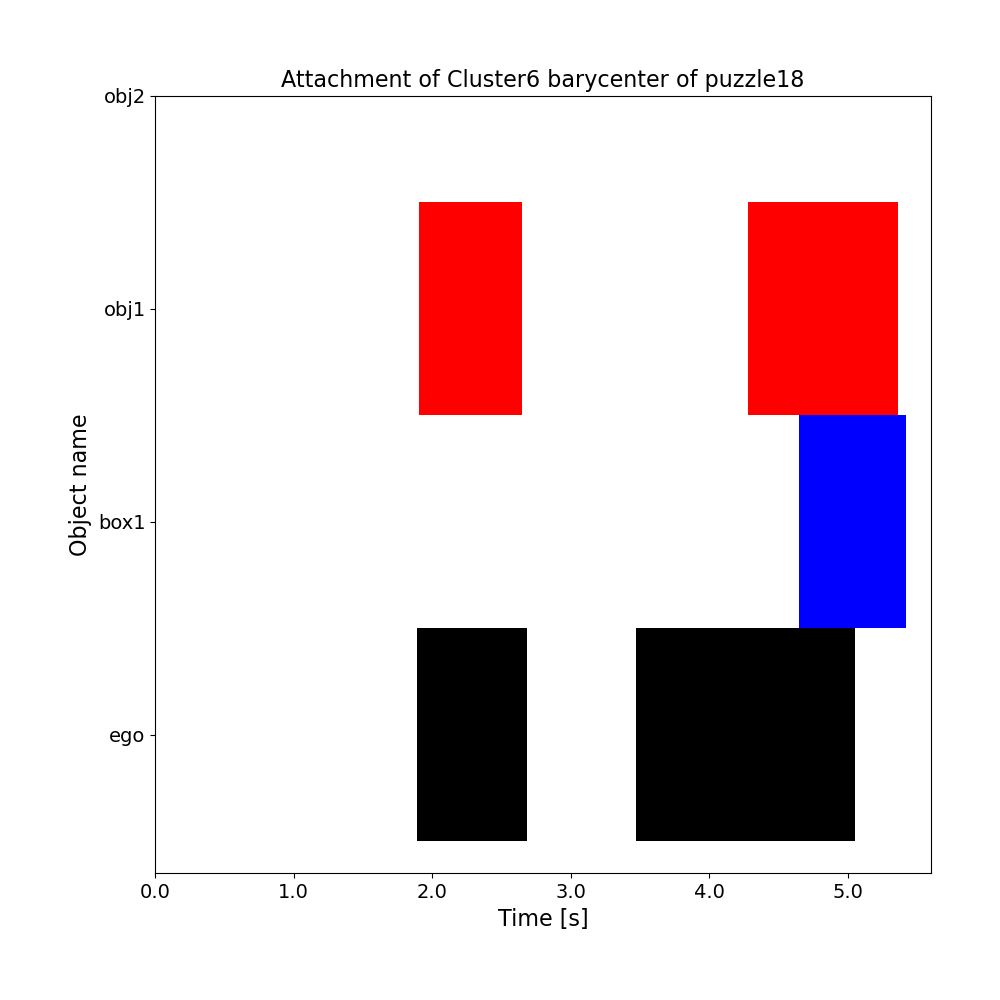 Attachment of Cluster6 barycenter of puzzle18
obj2
obj1
box1
ego
Object name
0.0 1.0 2.0 3.0 4.0 5.0
Time [s]